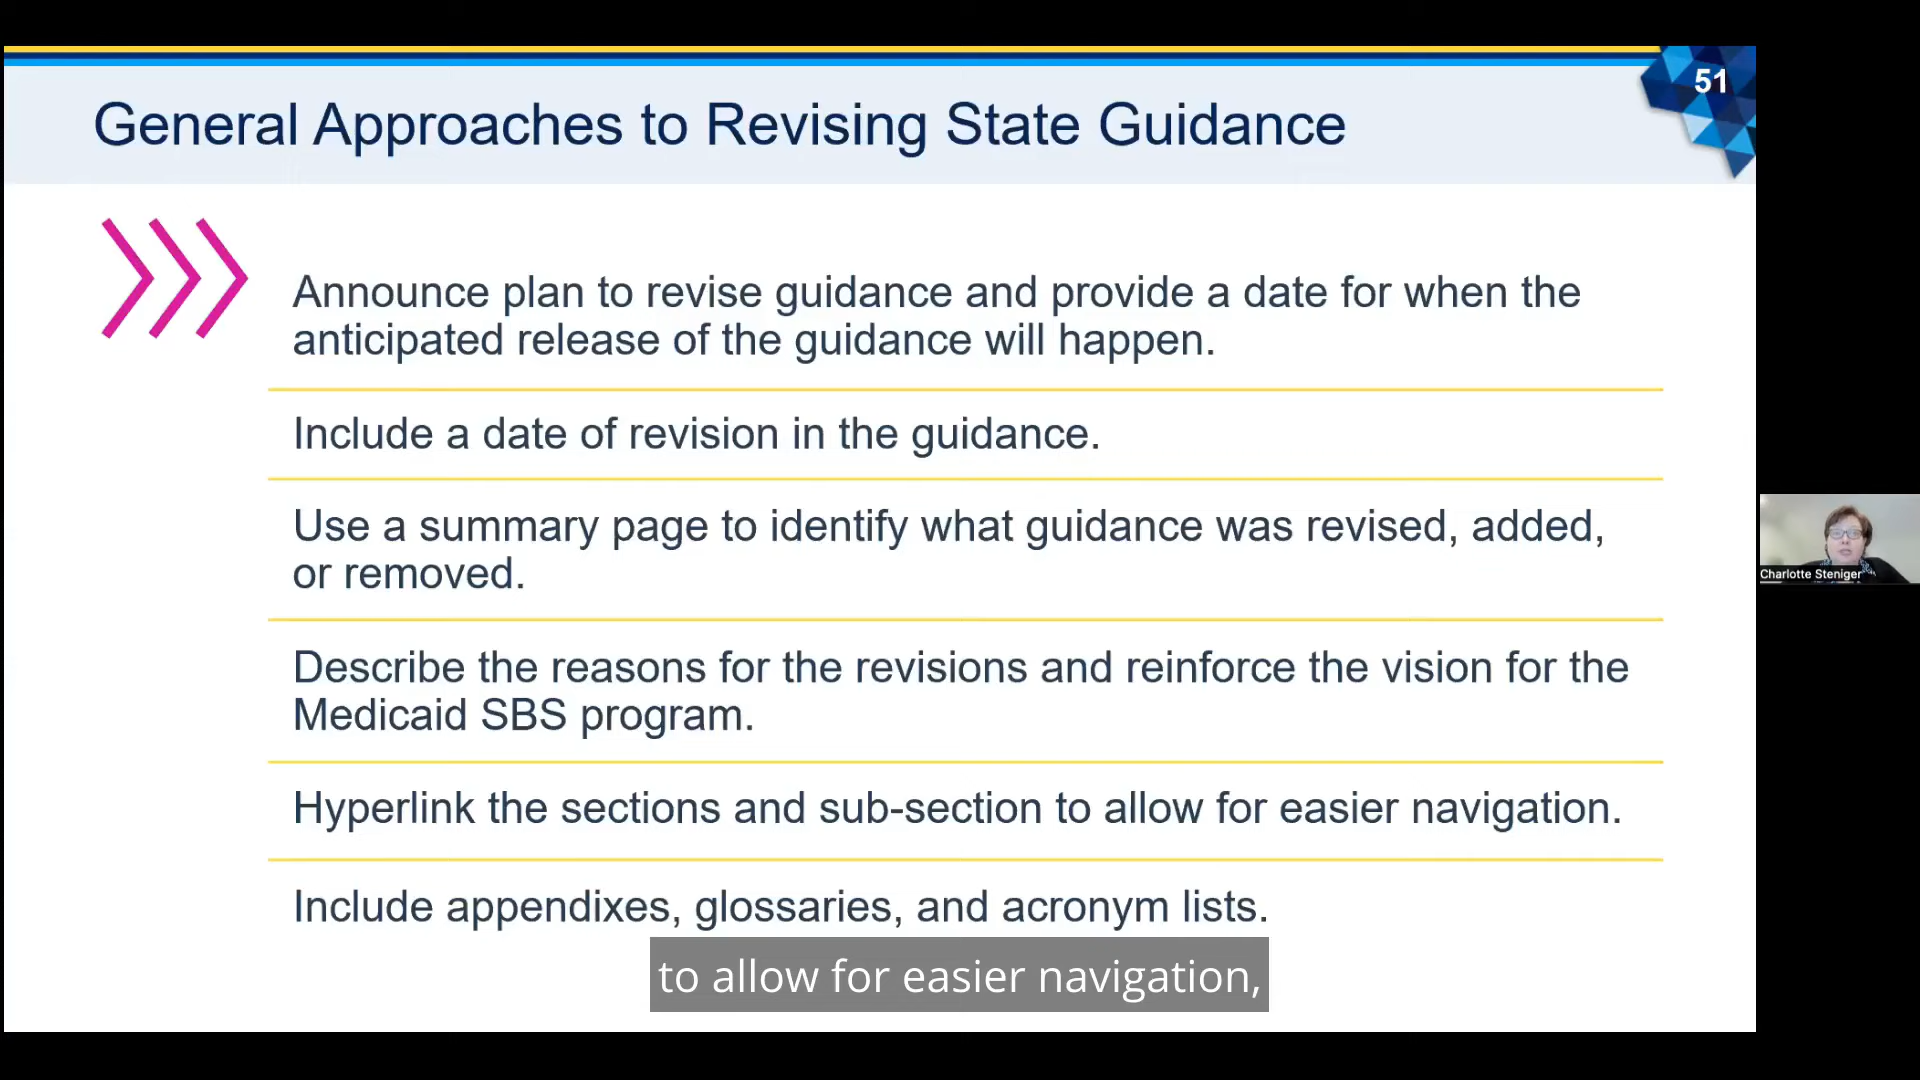 51
General Approaches to Revising State Guidance
Announce plan to revise guidance and provide a date for when the
anticipated release of the guidance will happen.
Include a date of revision in the guidance.
Use a summary page to identify what guidance was revised, added,
or removed.
Describe the reasons for the revisions and reinforce the vision for the
Medicaid SBS program.
Hyperlink the sections and sub-section to allow for easier navigation.
Include appendixes, glossaries, and acronym lists.
to allow for easier navigation,
Charlotte Steniger